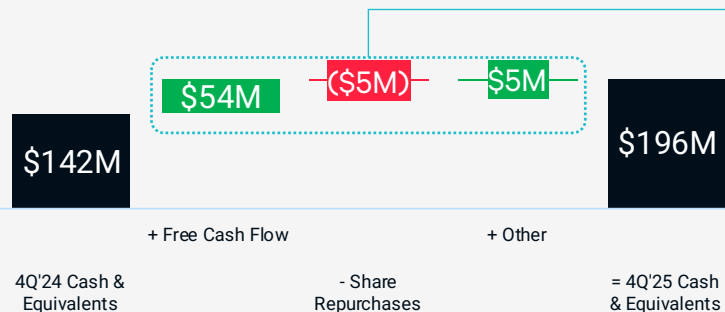 $142M
$54M
($5M)
$5M
$196M
+ Free Cash Flow
+ Other
4Q'24 Cash &
Equivalents
- Share
Repurchases
= 4Q'25 Cash
& Equivalents